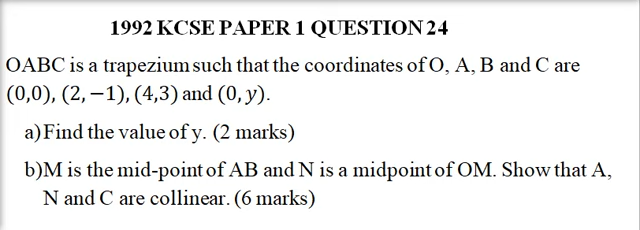 1992 KCSE PAPER 1 QUESTION 24
OABC is a trapezium such that the coordinates of O, A, B and C are
(0,0), (2, −1), (4,3) and (0, y).
a)Find the value of y. (2 marks)
b)M is the mid-point of AB and N is a midpoint of OM. Show that A,
N and C are collinear. (6 marks)